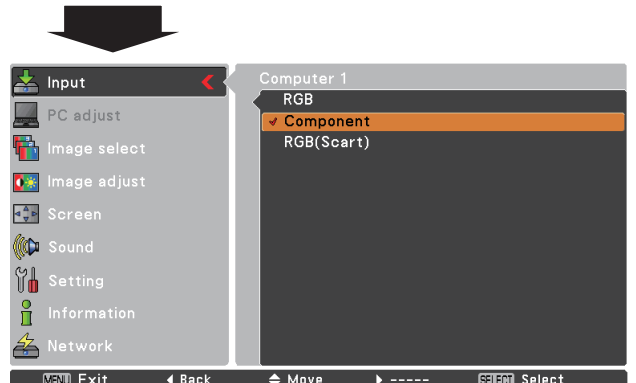 Input
PC adjust
Image select
Image adjust
Screen
Sound
Setting
Information
Network
Computer 1
RGB
Component
RGB(Scart)
MENU Exit ◀ Back Move ▶ ----- SELECT Select